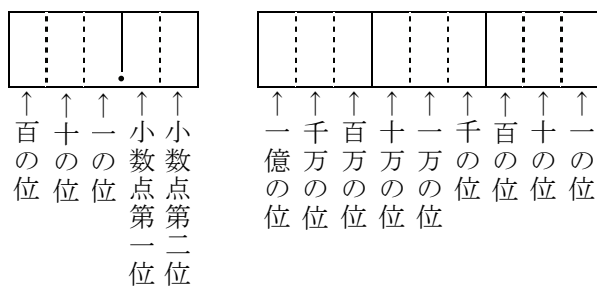 ↑百の位
↑十の位
↑一の位
↑小数点第一位
↑小数点第二位
↑一億の位
↑千万の位
↑百万の位
↑十万の位
↑一万の位
↑千の位
↑百の位
↑十の位
↑一の位